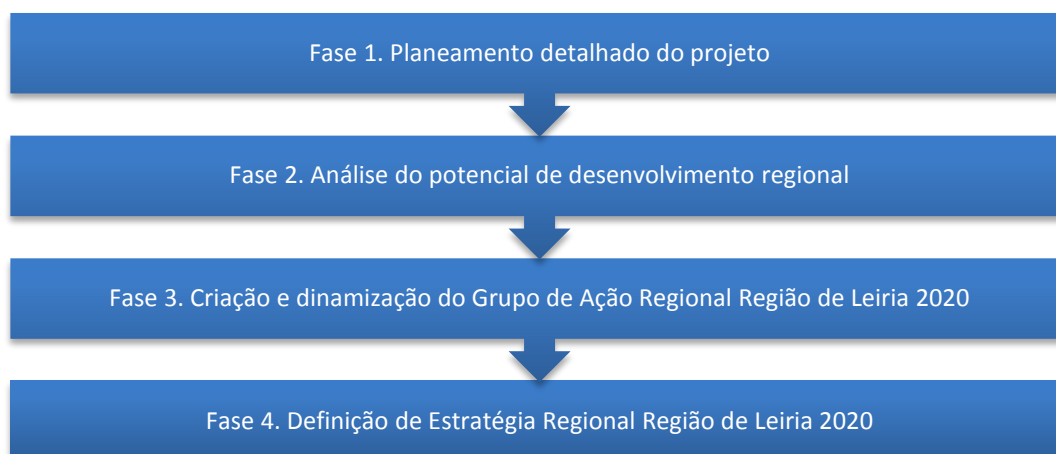 Fase 1. Planeamento detalhado do projeto
Fase 2. Análise do potencial de desenvolvimento regional
Fase 3. Criação e dinamização do Grupo de Ação Regional Região de Leiria 2020
Fase 4. Definição de Estratégia Regional Região de Leiria 2020